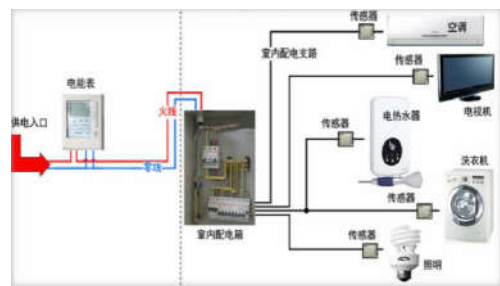 传感器
空调
室内配电支路
传感器
电能表
电视机
火线
供电入口
电热水器
传感器
洗衣机
零线
传感器
室内配电箱
传感器
照明